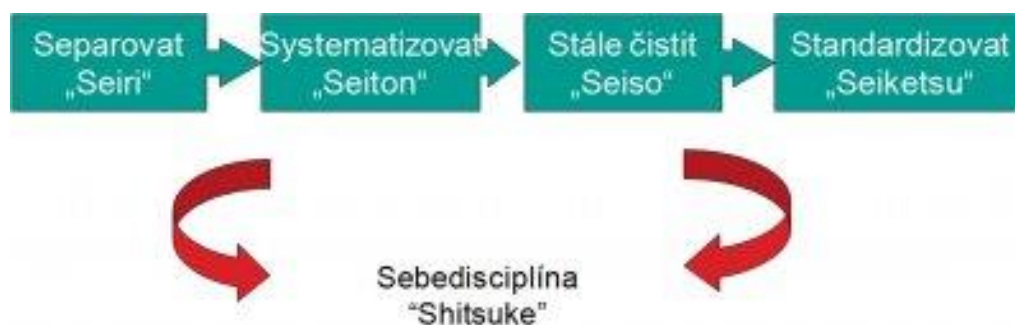 Separovat
„Seiri“
Systematizovat
„Seiton“
Stále čistit
„Seiso“
Standardizovat
„Seiketsu“
Sebedisciplína
“Shitsuke”